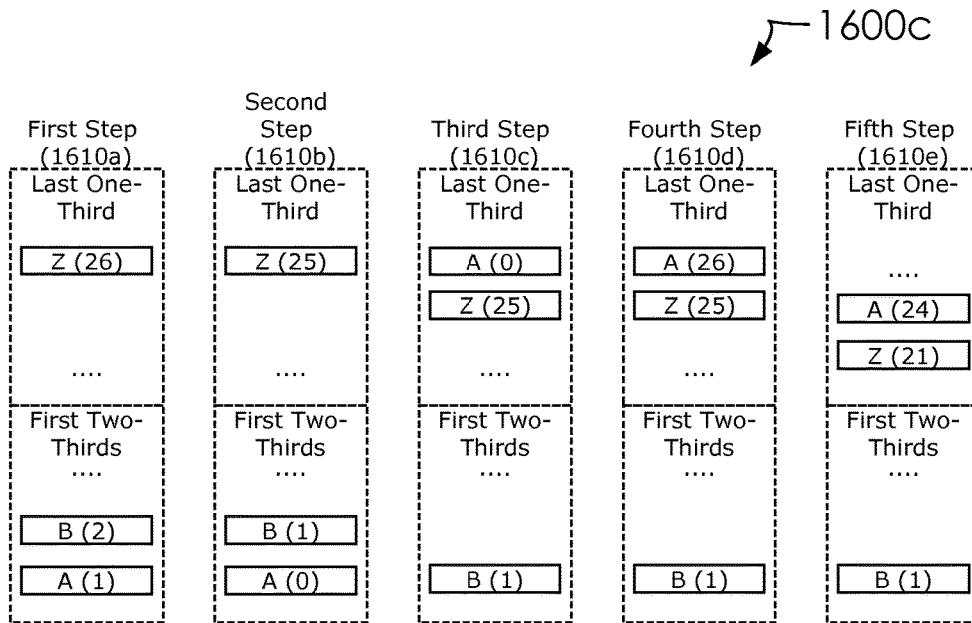 1600c
First Step
(1610a)
Last One-
Third
Z (26)
....
First Two-
Thirds
....
B (2)
A (1)
Second
Step
(1610b)
Last One-
Third
Z (25)
....
First Two-
Thirds
....
B (1)
A (0)
Third Step
(1610c)
Last One-
Third
A (0)
Z (25)
....
First Two-
Thirds
....
B (1)
Fourth Step
(1610d)
Last One-
Third
A (26)
Z (25)
....
First Two-
Thirds
....
B (1)
Fifth Step
(1610e)
Last One-
Third
....
A (24)
Z (21)
First Two-
Thirds
....
B (1)